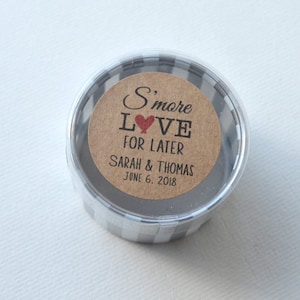 S'more
LOVE
FOR LATER
SARAH & THOMAS
JUNE 6, 2018